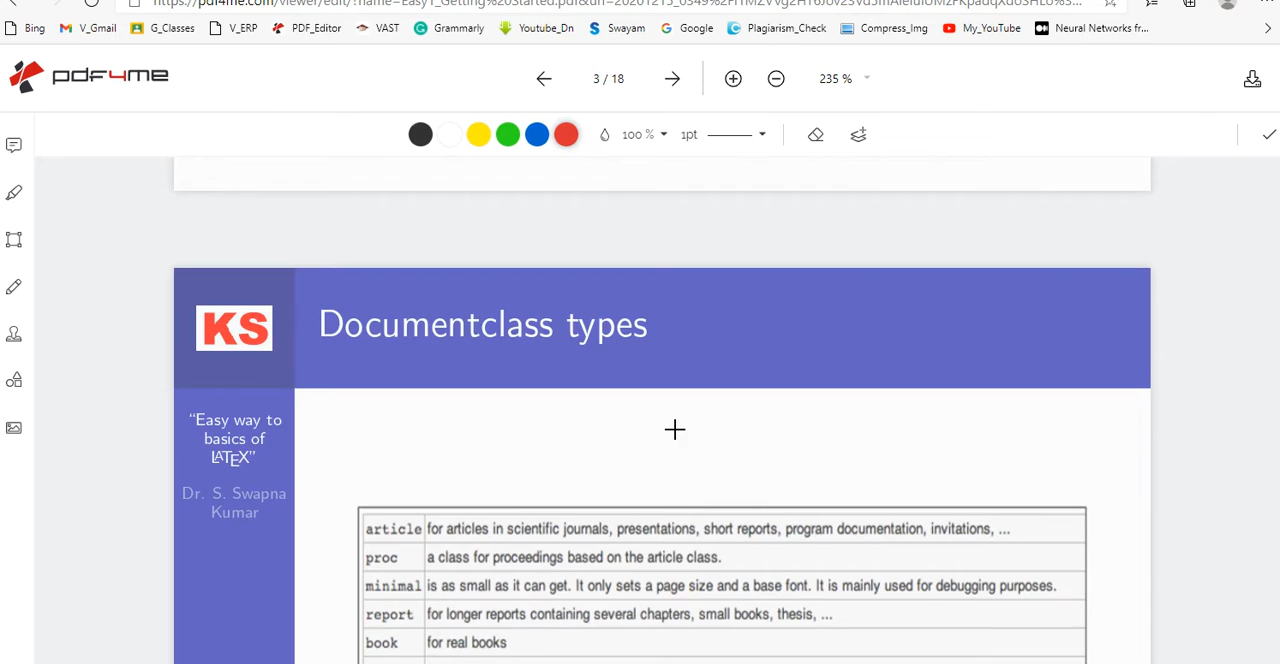 Bing V_Gmail G_Classes V_ERP PDF_Editor VAST Grammarly Youtube_Dn Swayam Google Plagiarism_Check Compress_Img My_YouTube Neural Networks fr...
pdf4me 3 / 18 235 %
100 % 1pt
KS
Documentclass types
"Easy way to
basics of
LATEX"
Dr. S. Swapna
Kumar
article for articles in scientific journals, presentations, short reports, program documentation, invitations, ...
proc a class for proceedings based on the article class.
minimal is as small as it can get. It only sets a page size and a base font. It is mainly used for debugging purposes.
report for longer reports containing several chapters, small books, thesis, ...
book for real books